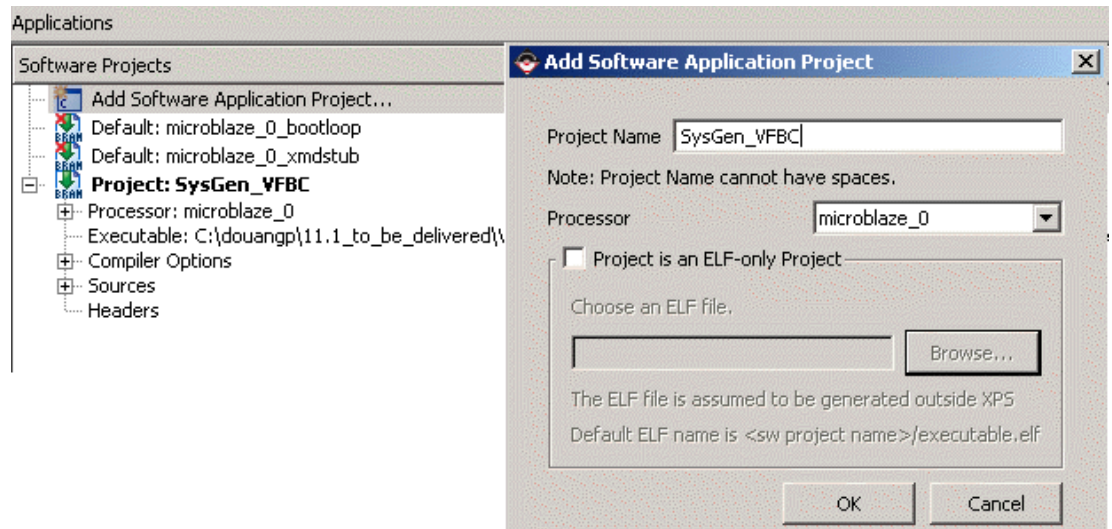 Applications
Software Projects
Add Software Application Project...
BRAM
Default: microblaze_0_bootloop
BRAM
Default: microblaze_0_xmdstub
BRAM
Project: SysGen_VFBC
Processor: microblaze_0
Executable: C:\douangp\11.1_to_be_delivered\
Compiler Options
Sources
Headers
Add Software Application Project
Project Name
SysGen_VFBC
Note: Project Name cannot have spaces.
Processor
microblaze_0
Project is an ELF-only Project
Choose an ELF file.
Browse...
The ELF file is assumed to be generated outside XPS
Default ELF name is <sw project name>/executable.elf
OK
Cancel